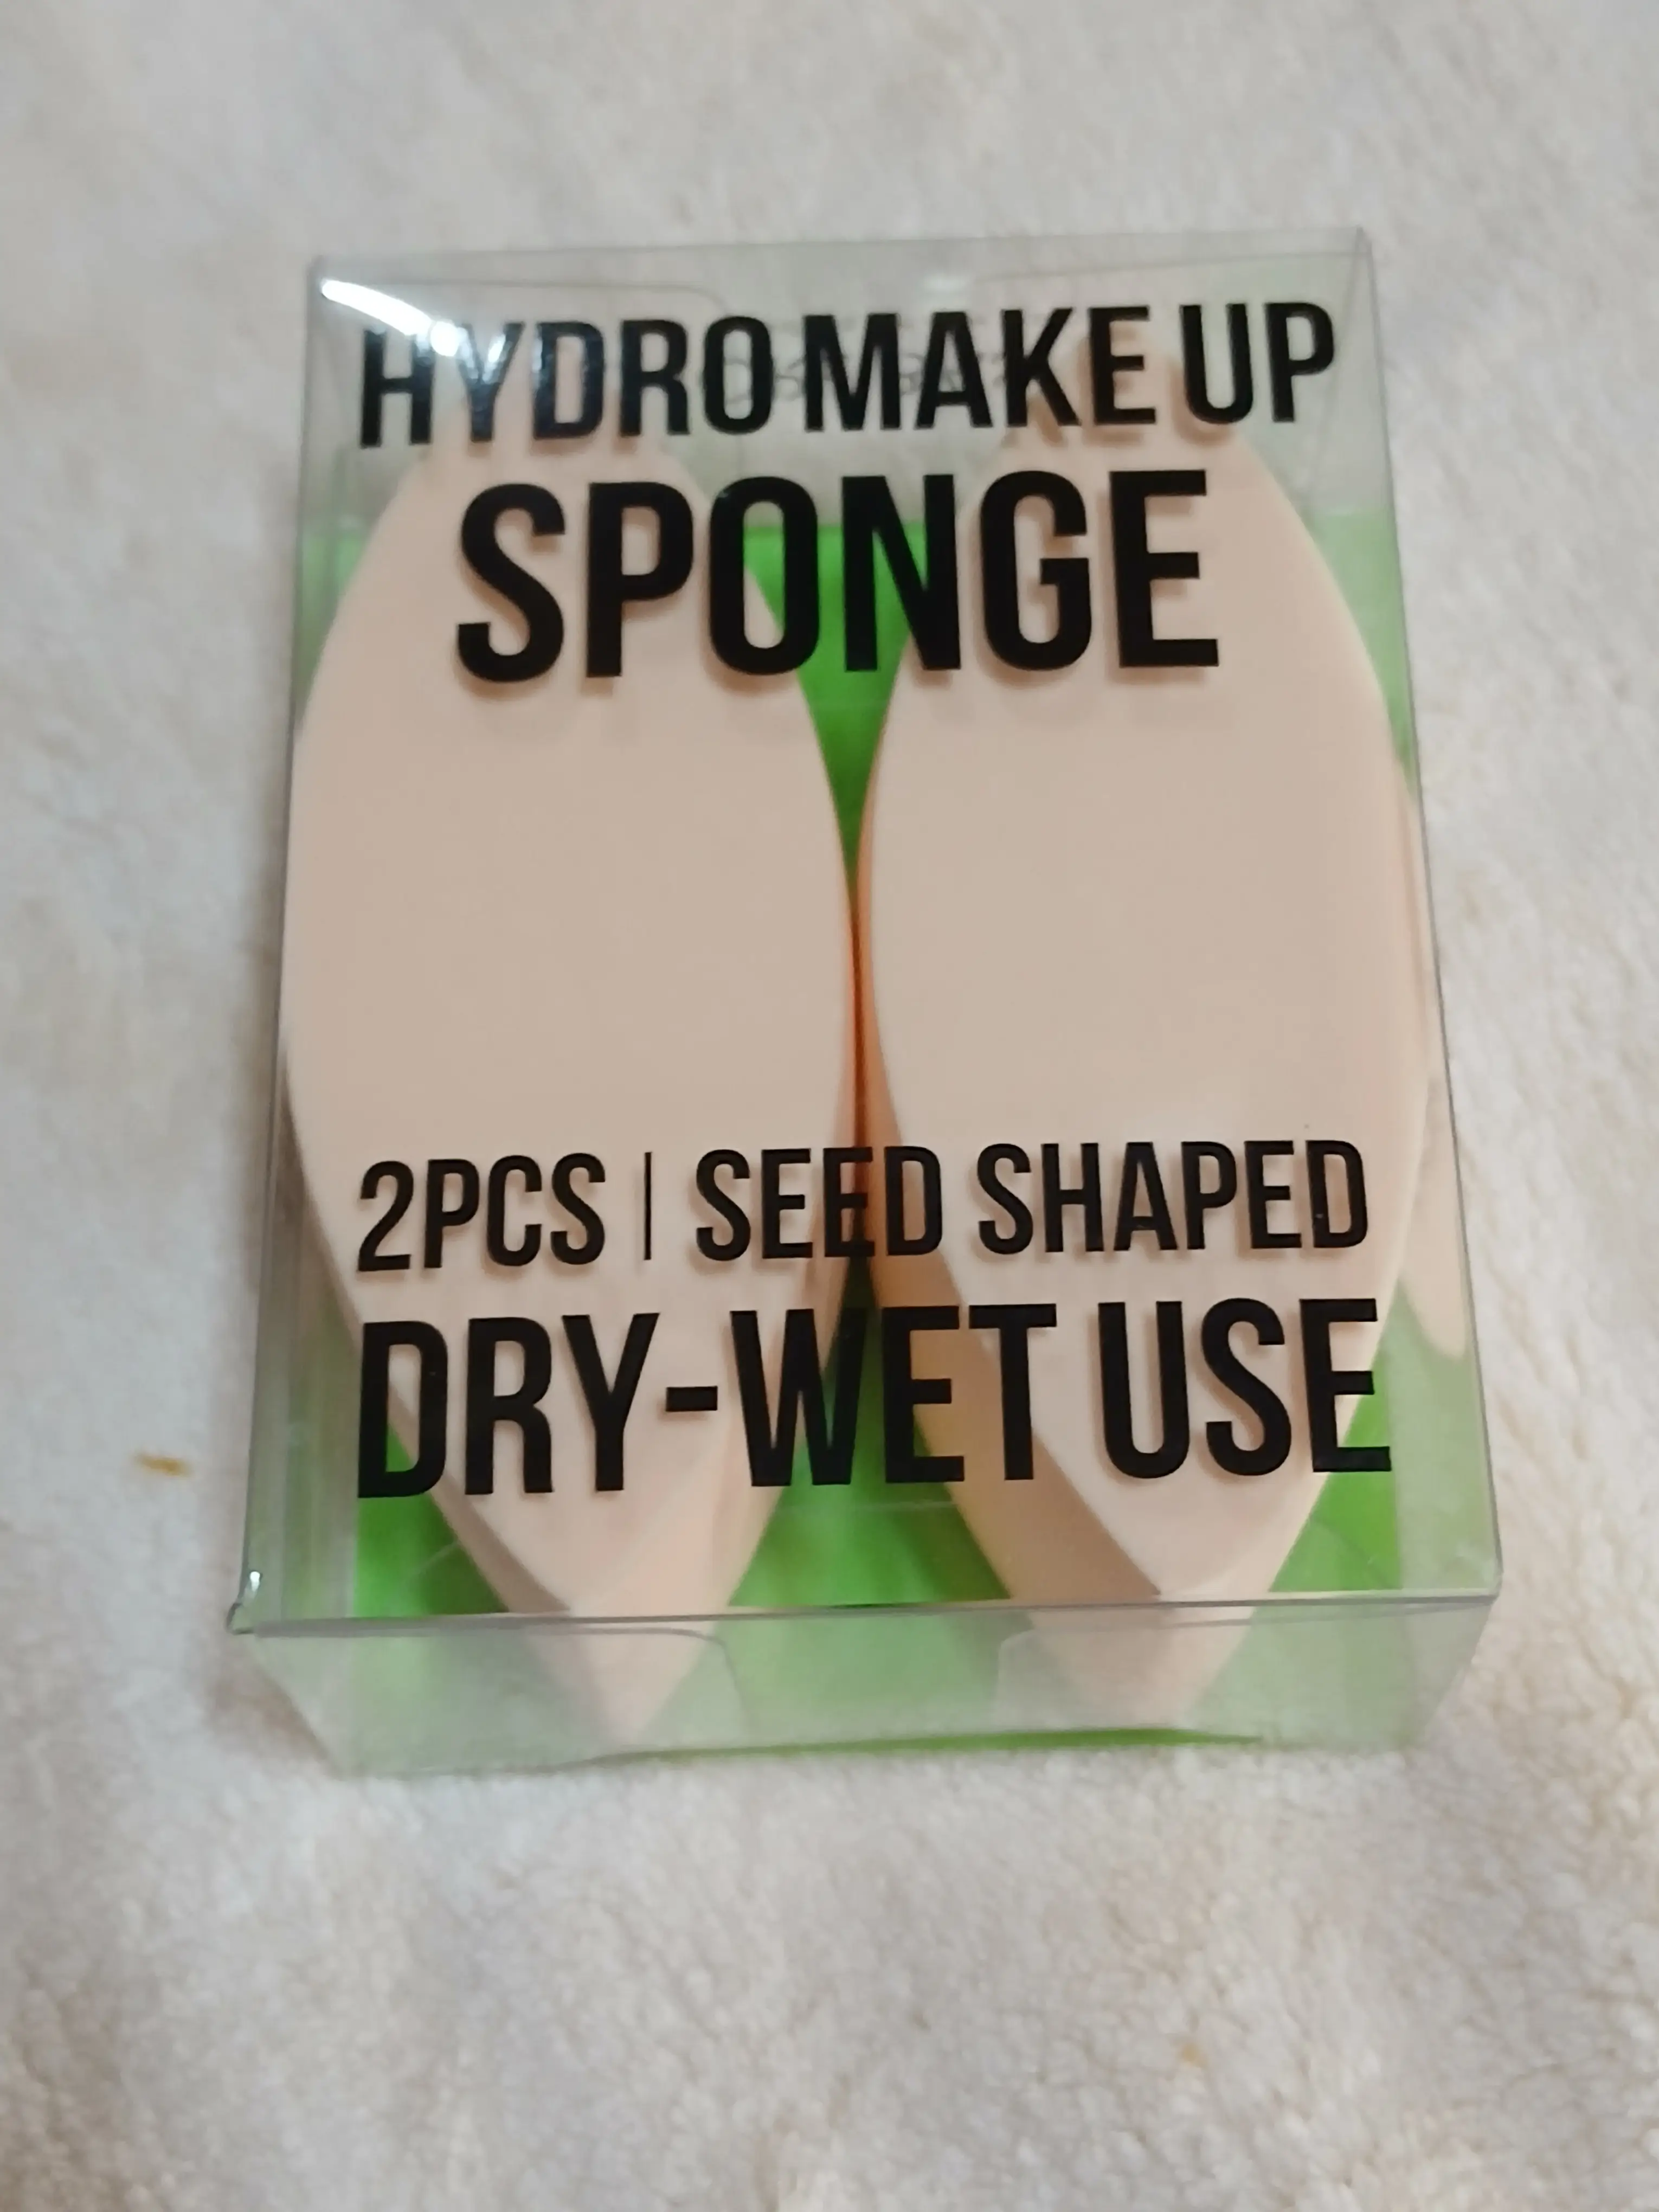 HYDRO MAKE UP
SPONGE
2PCS | SEED SHAPED
DRY-WET USE